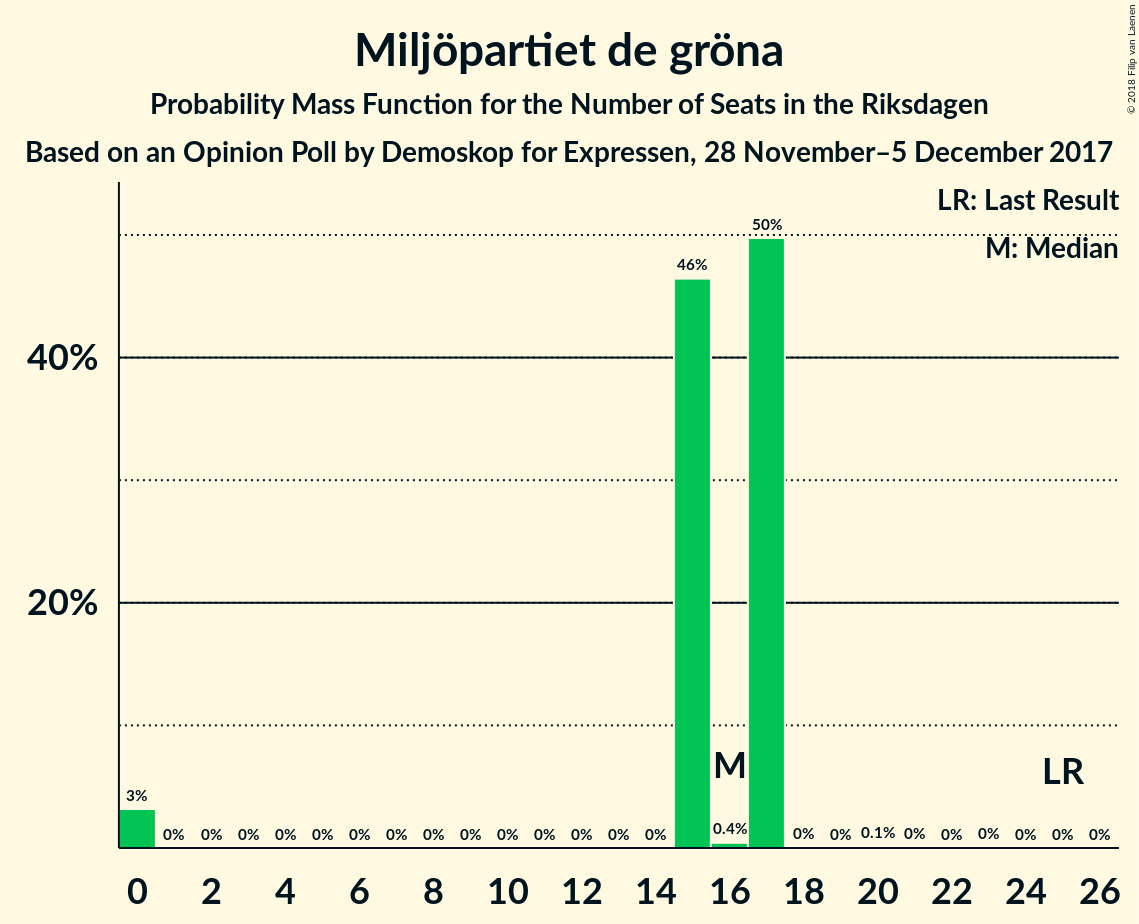 Miljöpartiet de gröna
Probability Mass Function for the Number of Seats in the Riksdagen
Based on an Opinion Poll by Demoskop for Expressen, 28 November–5 December 2017
© 2018 Filip van Laenen
LR: Last Result
M: Median
50%
46%
40%
20%
M
LR
3% 0% 0% 0% 0% 0% 0% 0% 0% 0% 0% 0% 0% 0% 0% 0.4% 0% 0% 0.1% 0% 0% 0% 0% 0% 0%
0 2 4 6 8 10 12 14 16 18 20 22 24 26